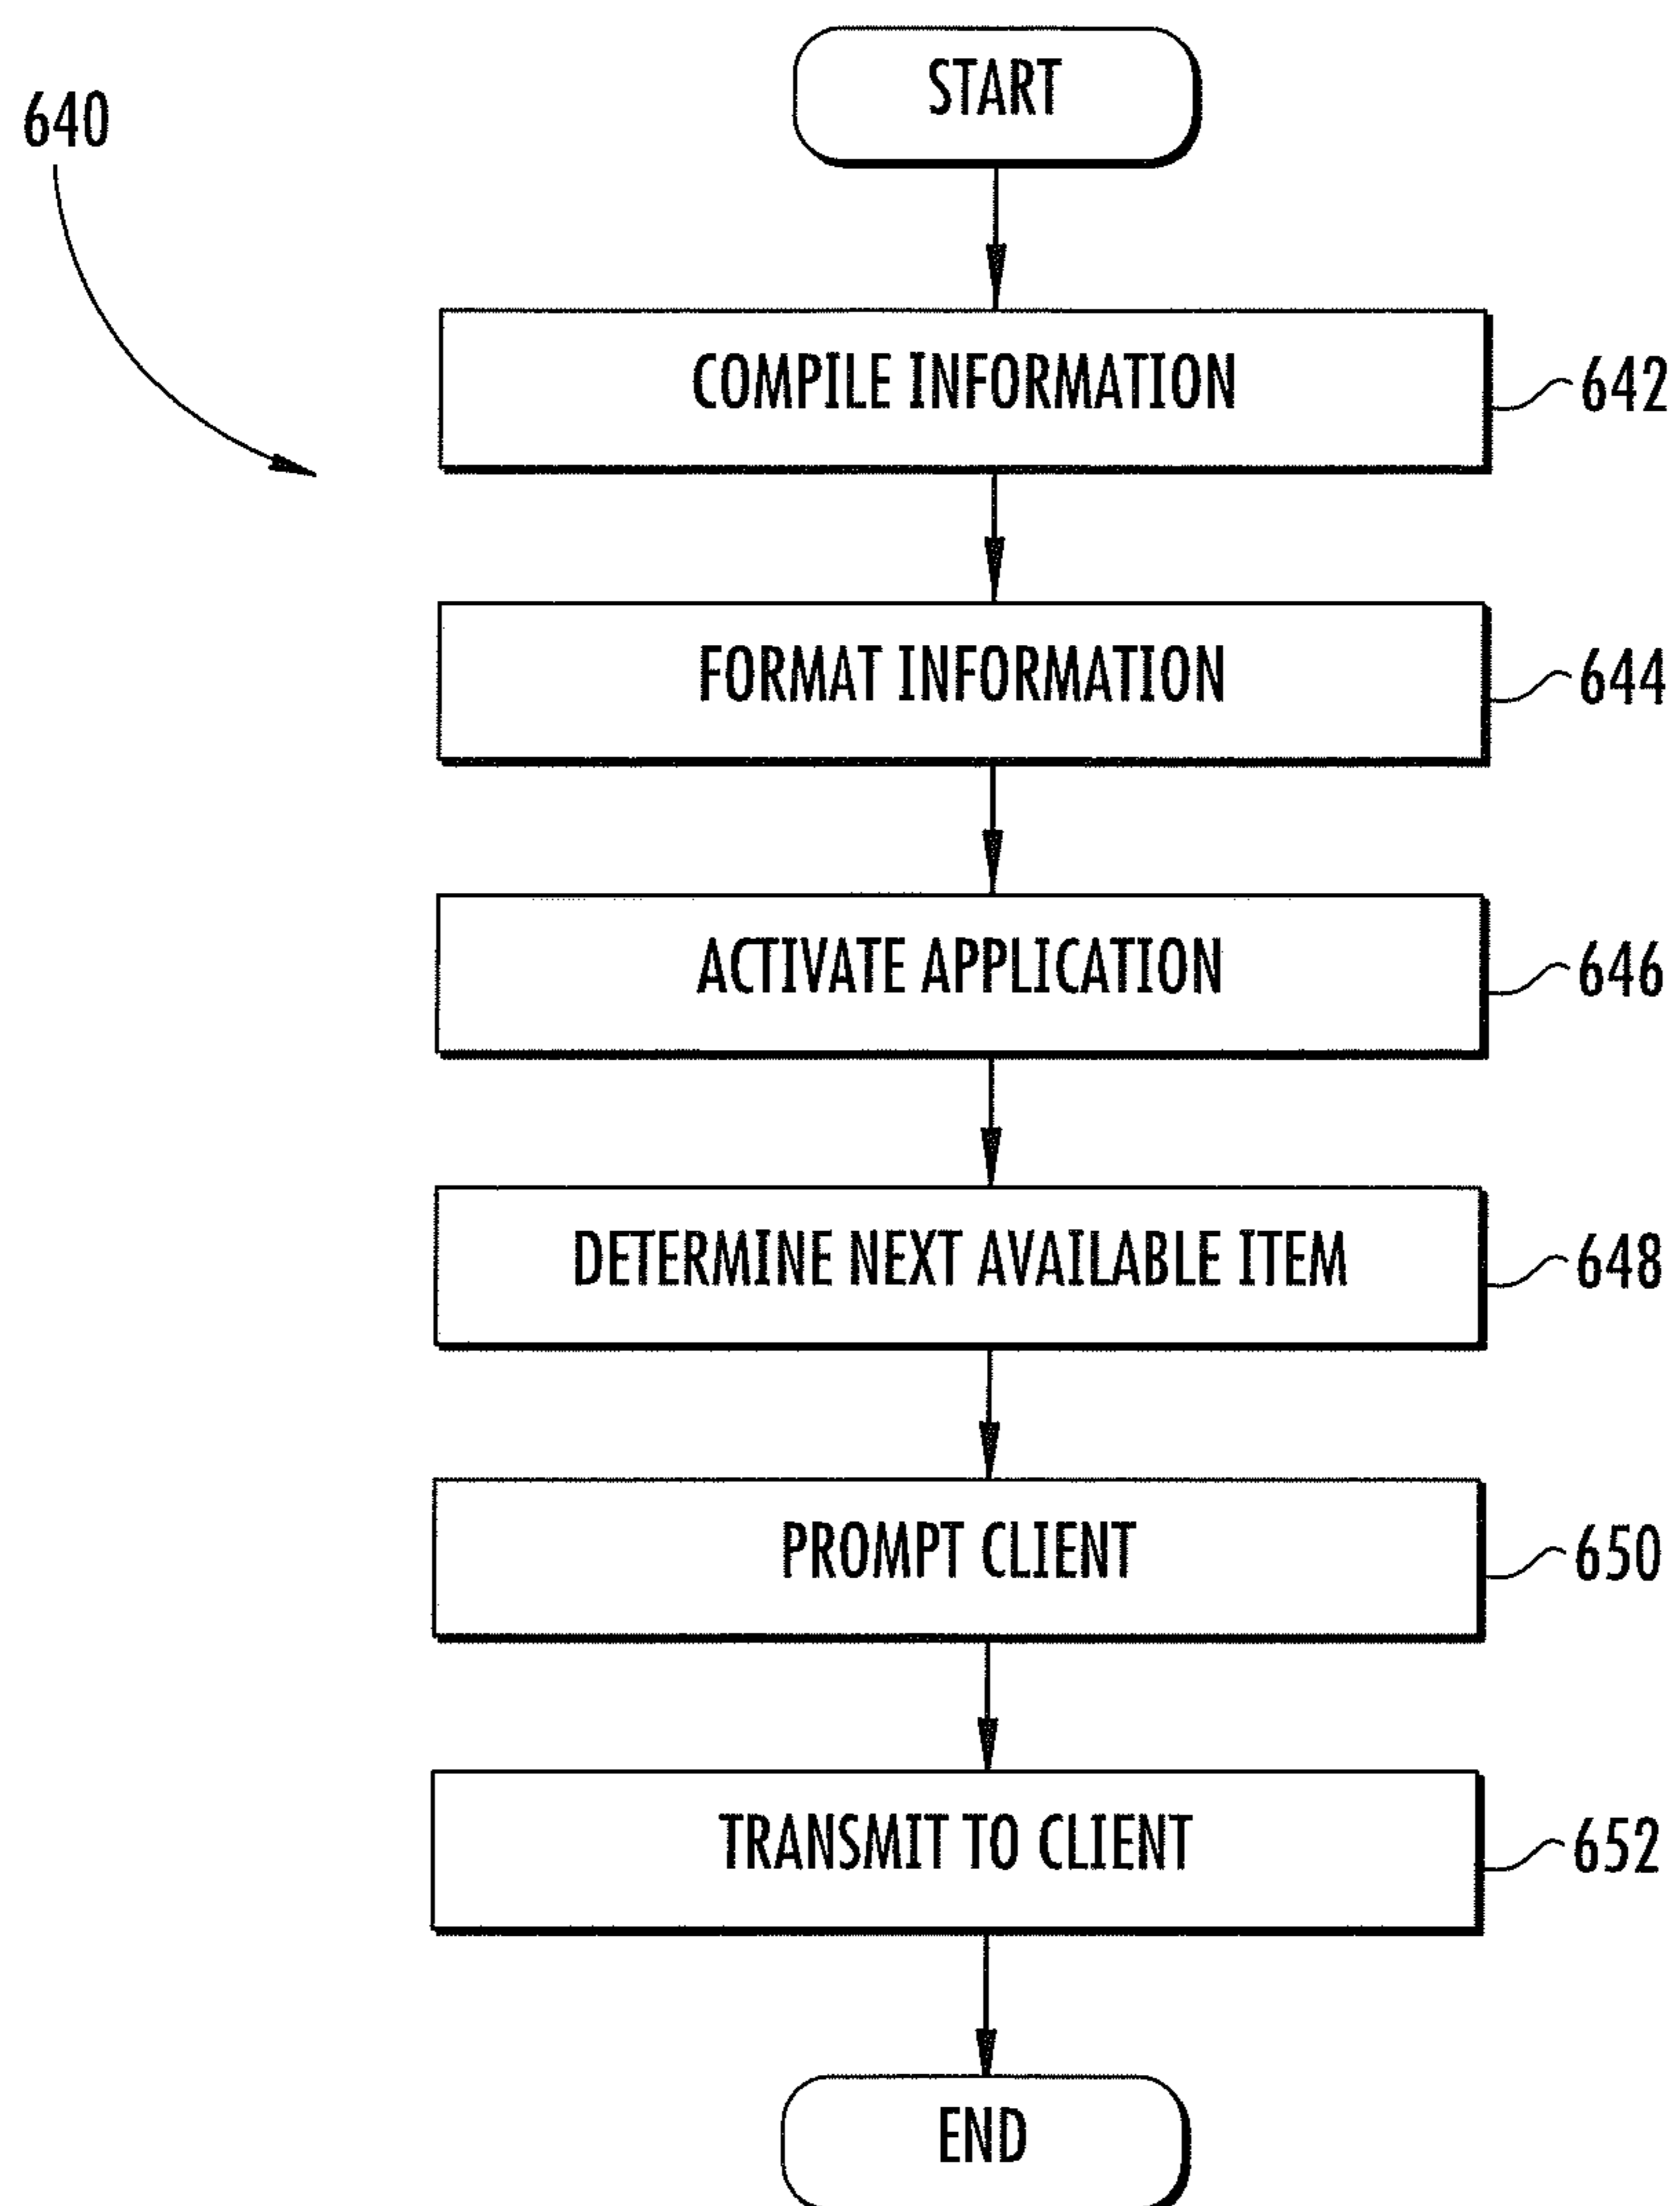 START
640
COMPILE INFORMATION
642
FORMAT INFORMATION
644
ACTIVATE APPLICATION
646
DETERMINE NEXT AVAILABLE ITEM
648
PROMPT CLIENT
650
TRANSMIT TO CLIENT
652
END